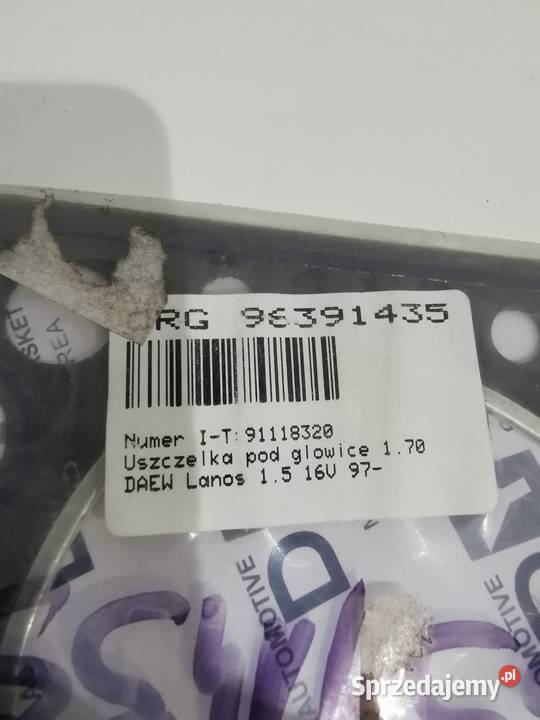 RG 96391435
Numer I-T:91118320
Uszczelka pod glowice 1.70
DAEW Lanos 1.5 16V 97-
AUTOMOTIVE
AUTOMOTIVE
Sprzedajemy.pl